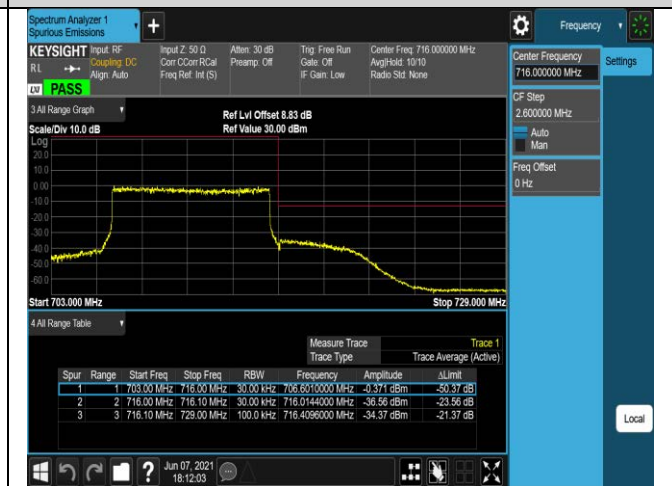 Spectrum Analyzer 1
Spurious Emissions
Frequency
KEYSIGHT Input: RF Input Z: 50 Ω Atten: 30 dB Trig: Free Run Center Freq: 716.000000 MHz
RL Coupling: DC Corr CCorr RCal Preamp: Off Gate: Off Avg|Hold: 10/10
Align: Auto Freq Ref: Int (S) IF Gain: Low Radio Std: None
LXI PASS
Center Frequency
716.000000 MHz
Settings
CF Step
2.600000 MHz
Auto
Man
Freq Offset
0 Hz
3 All Range Graph
Ref Lvl Offset 8.83 dB
Scale/Div 10.0 dB Ref Value 30.00 dBm
Log
20.0
10.0
0.00
-10.0
-20.0
-30.0
-40.0
-50.0
-60.0
Start 703.000 MHz Stop 729.000 MHz
4 All Range Table
Measure Trace Trace 1
Trace Type Trace Average (Active)
Spur Range Start Freq Stop Freq RBW Frequency Amplitude ΔLimit
1 1 703.00 MHz 716.00 MHz 30.00 kHz 706.6010000 MHz -0.371 dBm -50.37 dB
2 2 716.00 MHz 716.10 MHz 30.00 kHz 716.0144000 MHz -36.56 dBm -23.56 dB
3 3 716.10 MHz 729.00 MHz 100.0 kHz 716.4096000 MHz -34.37 dBm -21.37 dB
Local
Jun 07, 2021
18:12:03